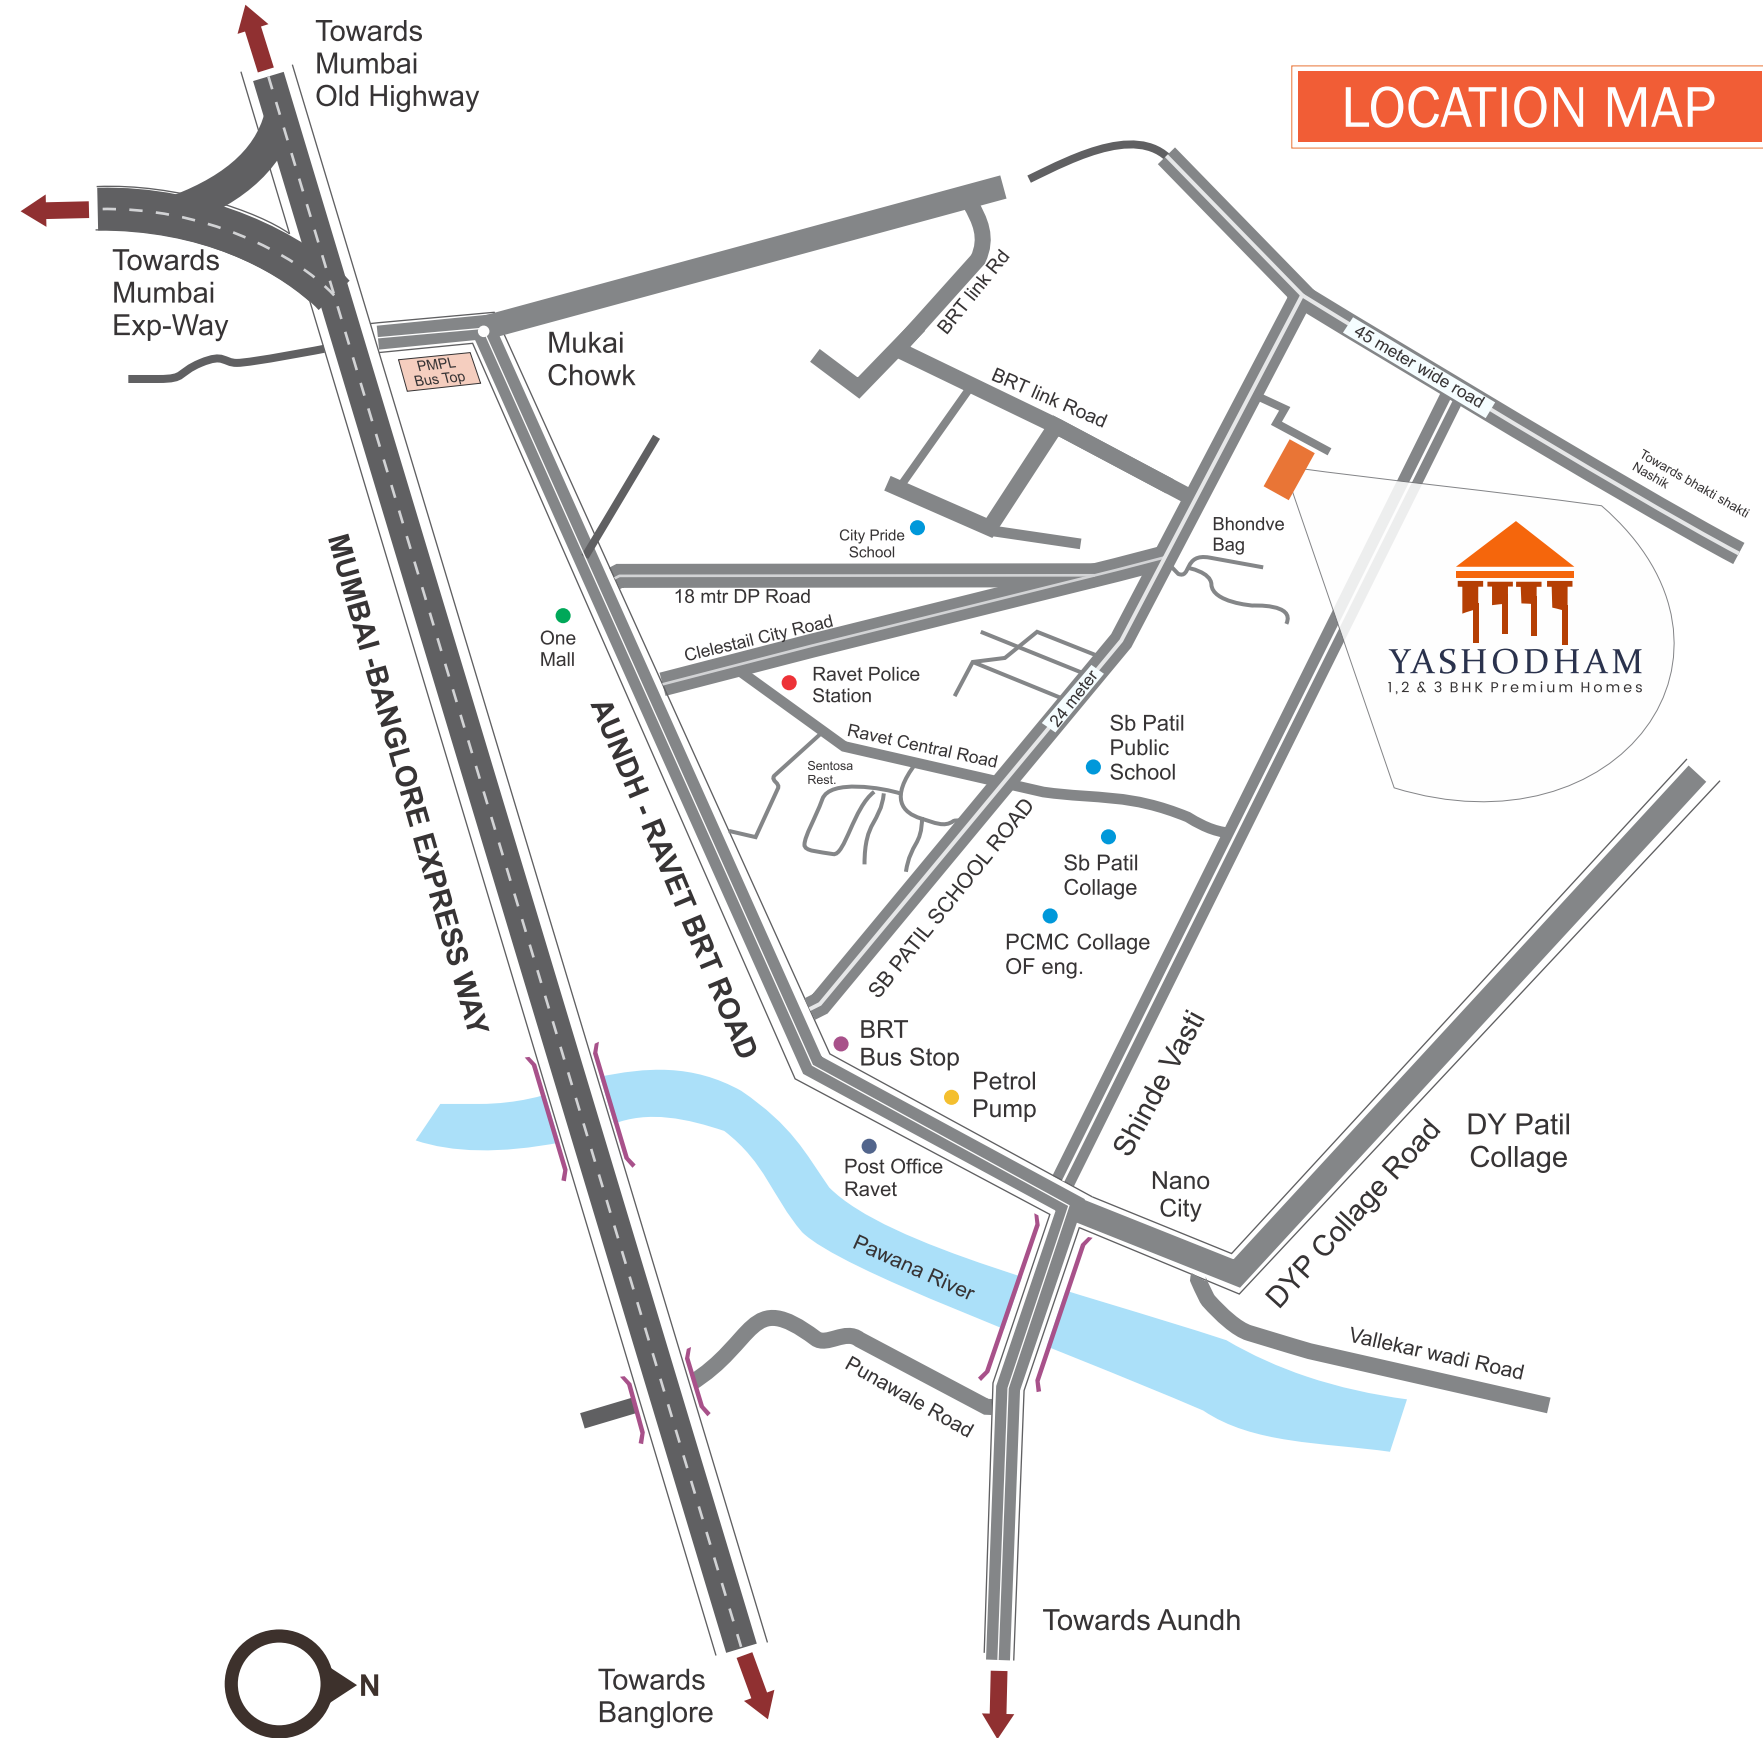 Towards
Mumbai
Old Highway
LOCATION MAP
Towards
Mumbai
Exp-Way
BRT link Rd
Mukai
Chowk
PMPL
Bus Top
BRT link Road
45 meter wide road
Towards bhakti shakti
Nashik
City Pride
School
Bhondve
Bag
18 mtr DP Road
One
Mall
Clelestail City Road
Ravet Police
Station
YASHODHAM
1,2 & 3 BHK Premium Homes
24 meter
Ravet Central Road
Sentosa
Rest.
Sb Patil
Public
School
MUMBAI -BANGLORE EXPRESS WAY
AUNDH - RAVET BRT ROAD
SB PATIL SCHOOL ROAD
Sb Patil
Collage
PCMC Collage
OF eng.
BRT
Bus Stop
Petrol
Pump
Shinde Vasti
Post Office
Ravet
Nano
City
DY Patil
Collage
DYP Collage Road
Pawana River
Vallekar wadi Road
Punawale Road
Towards Aundh
Towards
Banglore
N